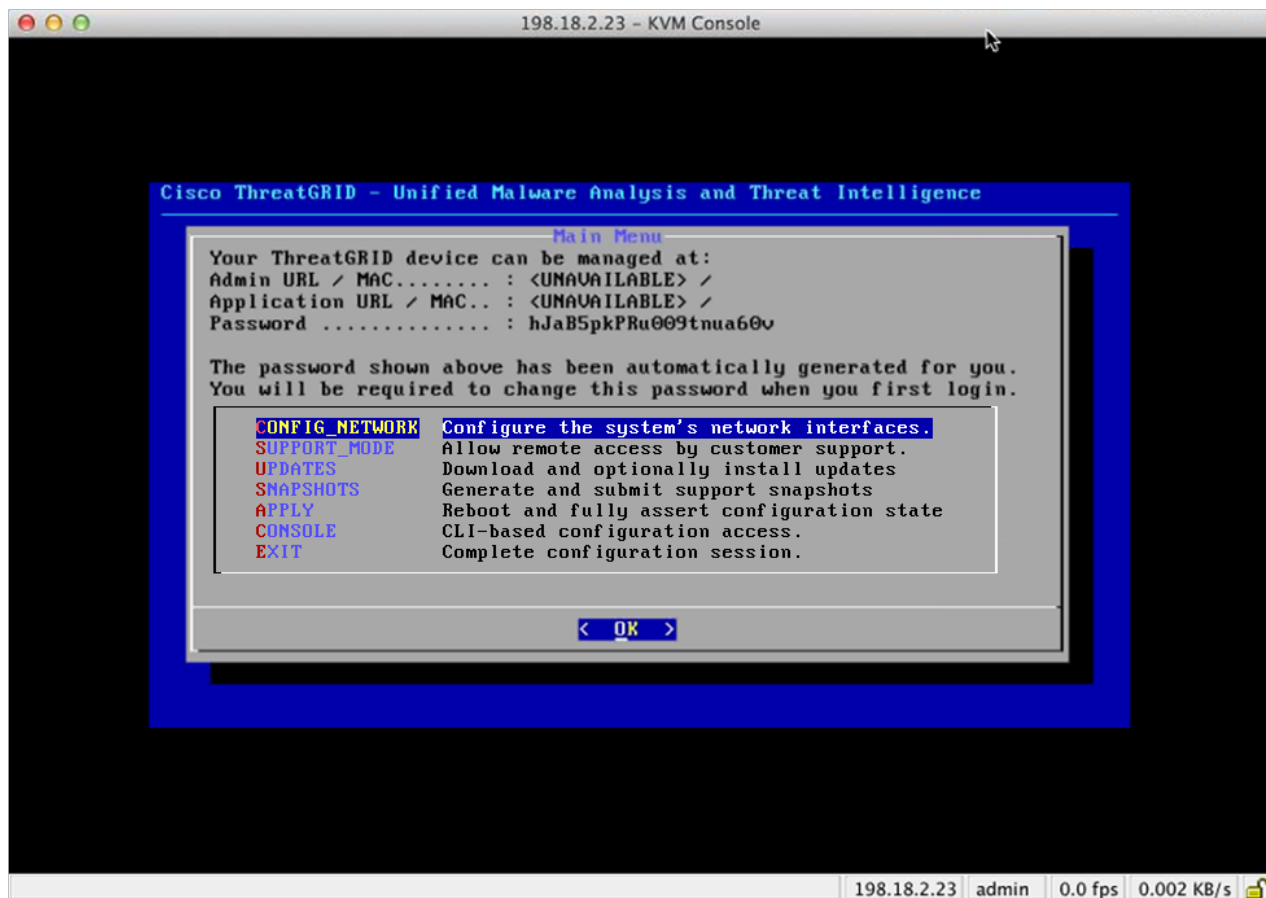 198.18.2.23 – KVM Console
Cisco ThreatGRID - Unified Malware Analysis and Threat Intelligence
Main Menu
Your ThreatGRID device can be managed at:
Admin URL / MAC........ : <UNAVAILABLE> /
Application URL / MAC.. : <UNAVAILABLE> /
Password .............. : hJaB5pkPRu009tnua60v
The password shown above has been automatically generated for you.
You will be required to change this password when you first login.
CONFIG_NETWORK Configure the system's network interfaces.
SUPPORT_MODE Allow remote access by customer support.
UPDATES Download and optionally install updates
SNAPSHOTS Generate and submit support snapshots
APPLY Reboot and fully assert configuration state
CONSOLE CLI-based configuration access.
EXIT Complete configuration session.
< OK >
198.18.2.23 admin 0.0 fps 0.002 KB/s